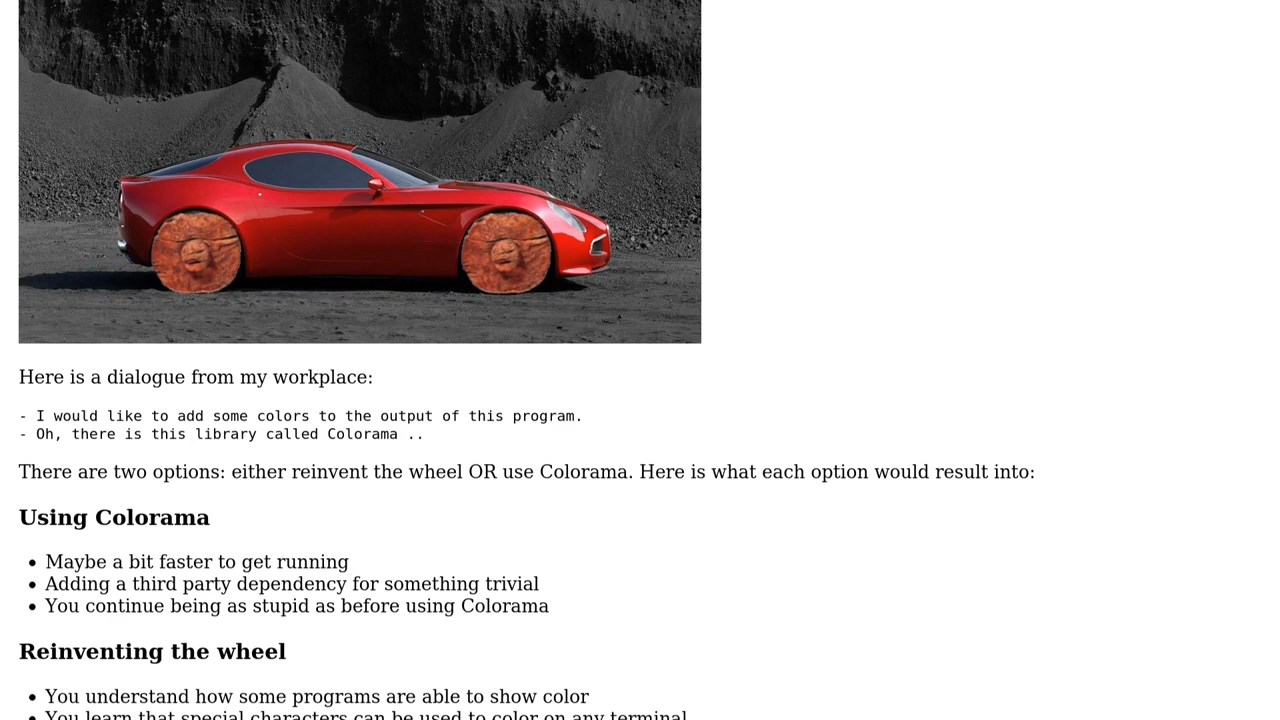 Here is a dialogue from my workplace:
- I would like to add some colors to the output of this program.
- Oh, there is this library called Colorama ..
There are two options: either reinvent the wheel OR use Colorama. Here is what each option would result into:
Using Colorama
• Maybe a bit faster to get running
• Adding a third party dependency for something trivial
• You continue being as stupid as before using Colorama
Reinventing the wheel
• You understand how some programs are able to show color
• You learn that special characters can be used to color on any terminal